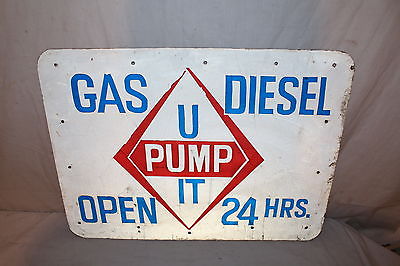 GAS DIESEL
U
PUMP
IT
OPEN 24 HRS.